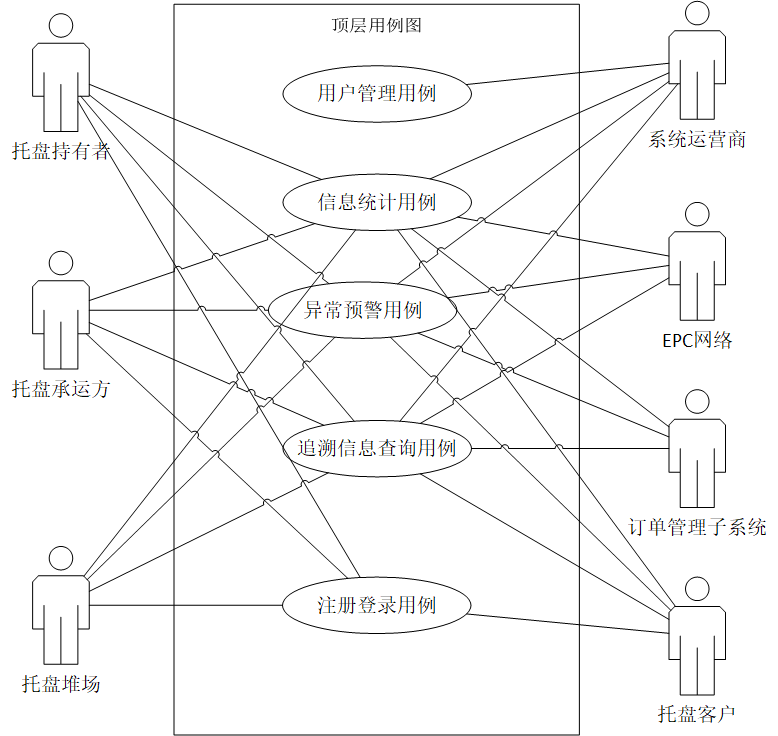 顶层用例图
用户管理用例
托盘持有者
系统运营商
信息统计用例
异常预警用例
EPC网络
托盘承运方
追溯信息查询用例
订单管理子系统
注册登录用例
托盘堆场
托盘客户